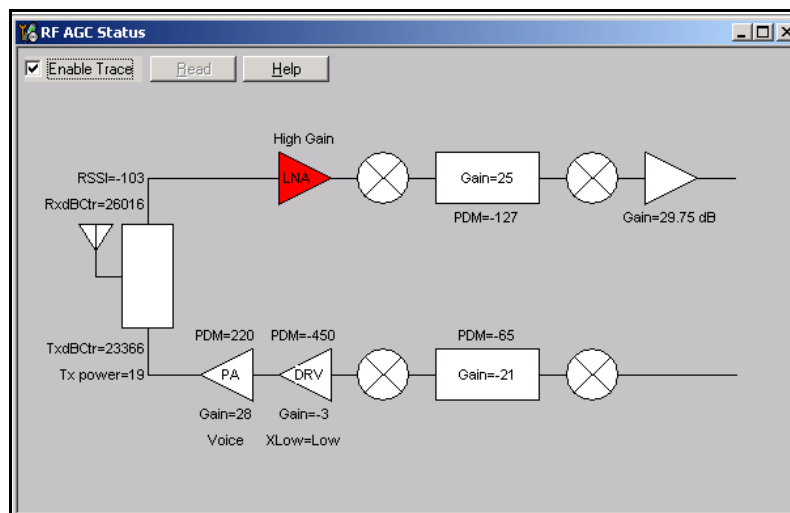 RF AGC Status
Enable Trace
Read
Help
High Gain
RSSI=-103
LNA
Gain=25
RxdBCtr=26016
PDM=-127
Gain=29.75 dB
PDM=220
PDM=-450
PDM=-65
TxdBCtr=23366
Tx power=19
PA
DRV
Gain=-21
Gain=28
Gain=-3
Voice
XLow=Low